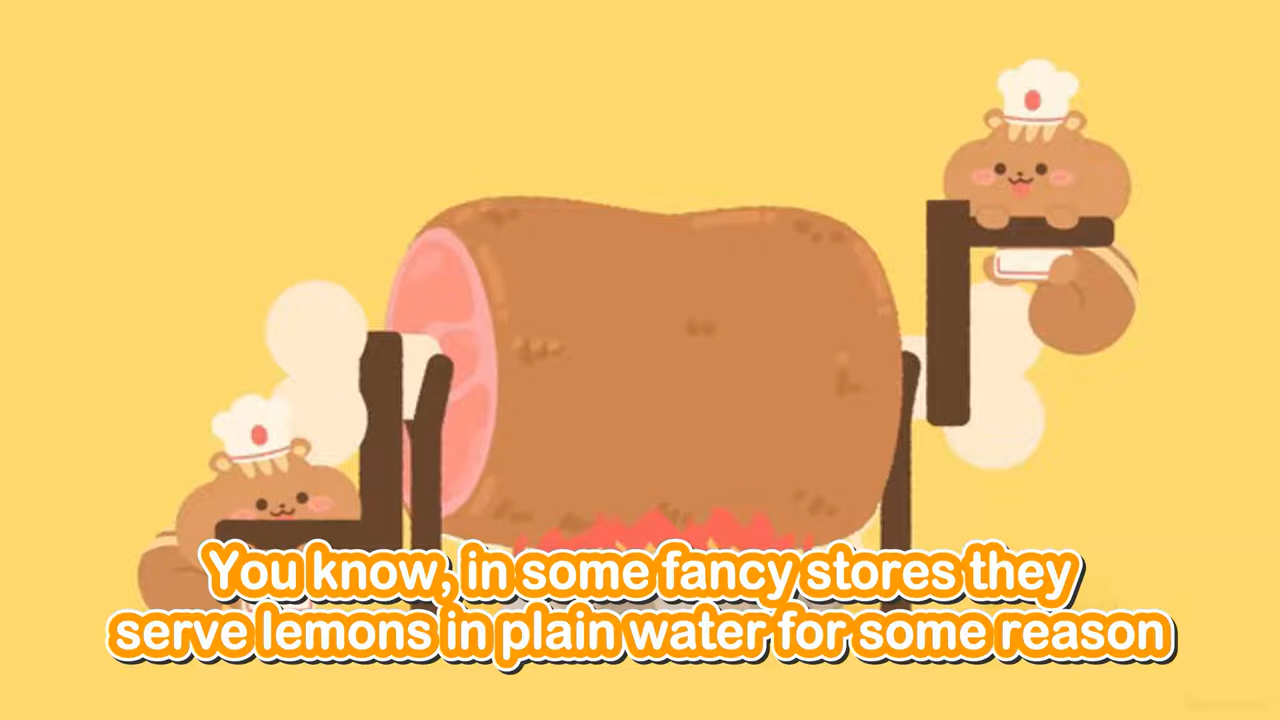 You know, in some fancy stores they
serve lemons in plain water for some reason